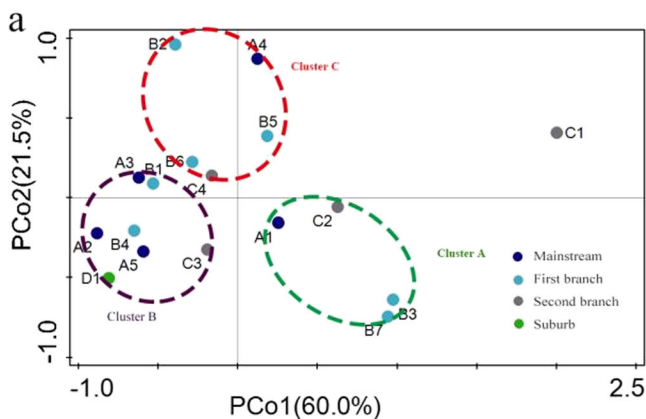 a
1.0
B2
A4
Cluster C
B5
C1
A3
B1
B6
C4
PCo2(21.5%)
A2
B4
A5
C3
D1
Cluster B
A1
C2
Cluster A
B3
B7
Mainstream
First branch
Second branch
Suburb
-1.0
-1.0
PCo1(60.0%)
2.5